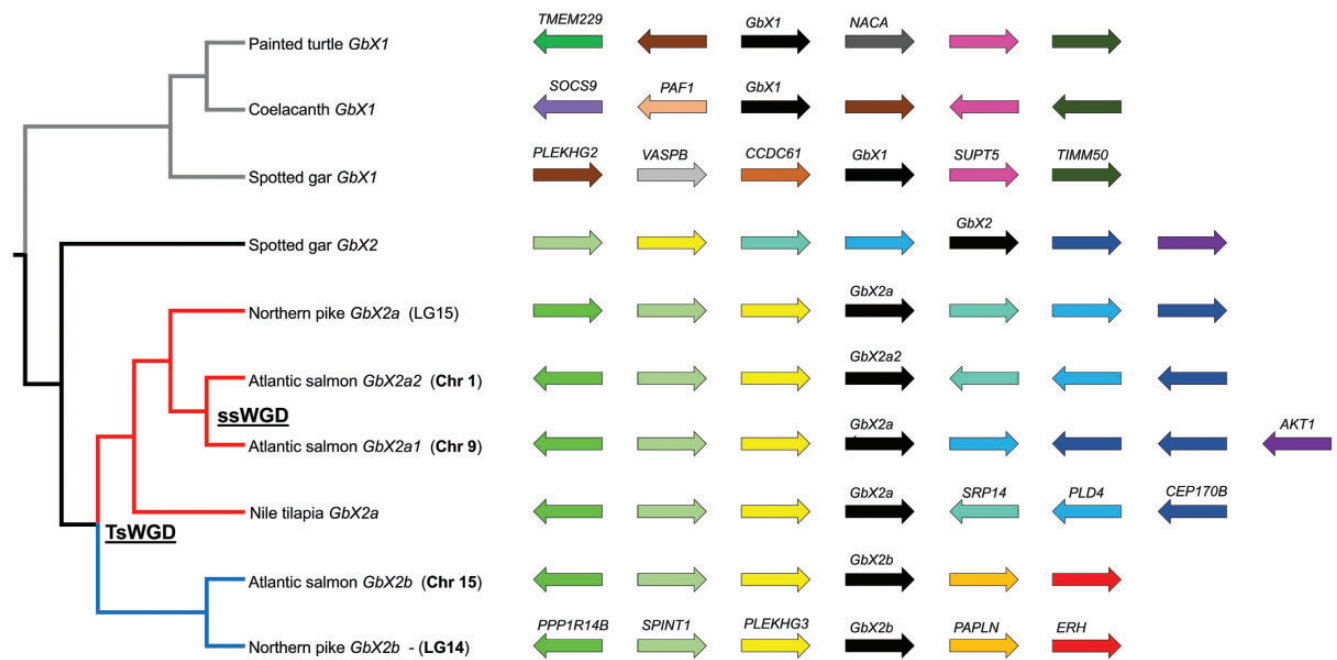 TMEM229 GbX1 NACA
Painted turtle GbX1
SOCS9 PAF1 GbX1
Coelacanth GbX1
PLEKHG2 VASPB CCDC61 GbX1 SUPT5 TIMM50
Spotted gar GbX1
GbX2
Spotted gar GbX2
GbX2a
Northern pike GbX2a (LG15)
GbX2a2
Atlantic salmon GbX2a2 (Chr 1)
ssWGD
GbX2a AKT1
Atlantic salmon GbX2a1 (Chr 9)
GbX2a SRP14 PLD4 CEP170B
Nile tilapia GbX2a
TsWGD
GbX2b
Atlantic salmon GbX2b (Chr 15)
PPP1R14B SPINT1 PLEKHG3 GbX2b PAPLN ERH
Northern pike GbX2b - (LG14)